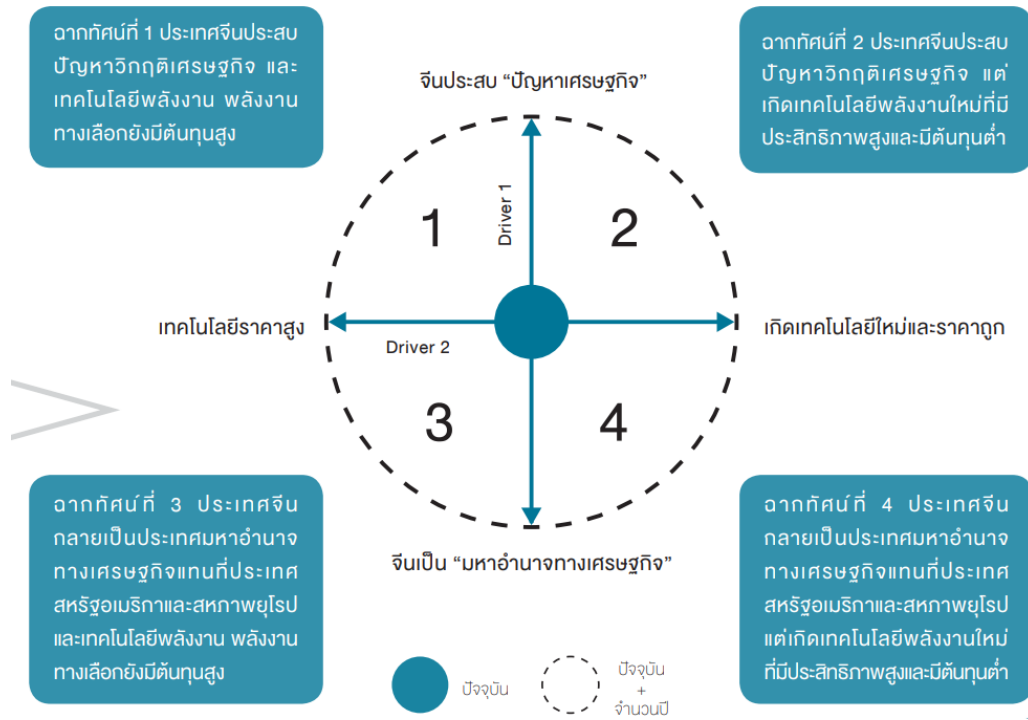 ฉากทัศน์ที่ 1 ประเทศจีนประสบ
ปัญหาวิกฤติเศรษฐกิจ และ
เทคโนโลยีพลังงาน พลังงาน
ทางเลือกยังมีต้นทุนสูง
ฉากทัศน์ที่ 2 ประเทศจีนประสบ
ปัญหาวิกฤติเศรษฐกิจ แต่
เกิดเทคโนโลยีพลังงานใหม่ที่มี
ประสิทธิภาพสูงและมีต้นทุนต่ำ
จีนประสบ “ปัญหาเศรษฐกิจ”
1
Driver 1
2
เทคโนโลยีราคาสูง
Driver 2
เกิดเทคโนโลยีใหม่และราคาถูก
3
4
จีนเป็น “มหาอำนาจทางเศรษฐกิจ”
ฉากทัศน์ที่ 3 ประเทศจีน
กลายเป็นประเทศมหาอำนาจ
ทางเศรษฐกิจแทนที่ประเทศ
สหรัฐอเมริกาและสหภาพยุโรป
และเทคโนโลยีพลังงาน พลังงาน
ทางเลือกยังมีต้นทุนสูง
ฉากทัศน์ที่ 4 ประเทศจีน
กลายเป็นประเทศมหาอำนาจ
ทางเศรษฐกิจแทนที่ประเทศ
สหรัฐอเมริกาและสหภาพยุโรป
แต่เกิดเทคโนโลยีพลังงานใหม่
ที่มีประสิทธิภาพสูงและมีต้นทุนต่ำ
ปัจจุบัน
ปัจจุบัน
+
จำนวนปี